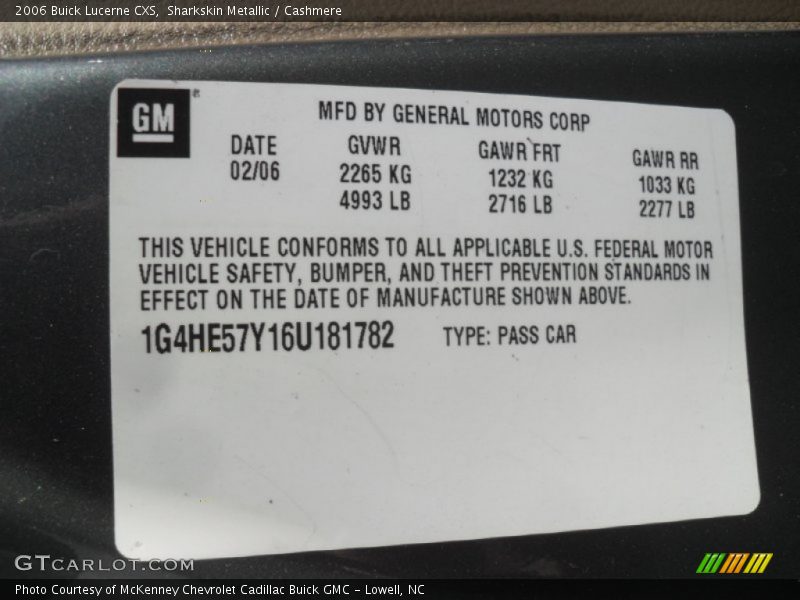 2006 Buick Lucerne CXS,  Sharkskin Metallic / Cashmere
GM ®
MFD BY GENERAL MOTORS CORP
DATE GVWR GAWR FRT GAWR RR
02/06 2265 KG 1232 KG 1033 KG
4993 LB 2716 LB 2277 LB
THIS VEHICLE CONFORMS TO ALL APPLICABLE U.S. FEDERAL MOTOR
VEHICLE SAFETY, BUMPER, AND THEFT PREVENTION STANDARDS IN
EFFECT ON THE DATE OF MANUFACTURE SHOWN ABOVE.
1G4HE57Y16U181782 TYPE: PASS CAR
GTCARLOT.COM
Photo Courtesy of McKenney Chevrolet Cadillac Buick GMC - Lowell, NC